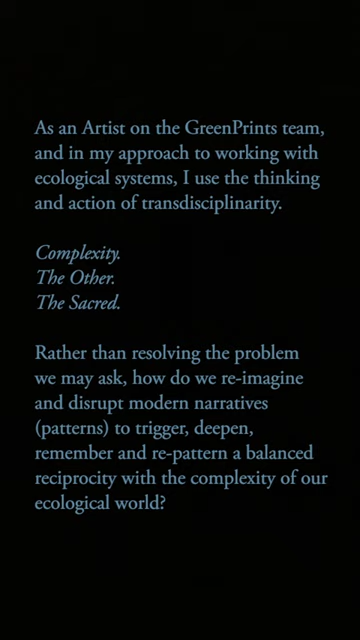 As an Artist on the GreenPrints team,
and in my approach to working with
ecological systems, I use the thinking
and action of transdisciplinarity.
Complexity.
The Other.
The Sacred.
Rather than resolving the problem
we may ask, how do we re-imagine
and disrupt modern narratives
(patterns) to trigger, deepen,
remember and re-pattern a balanced
reciprocity with the complexity of our
ecological world?